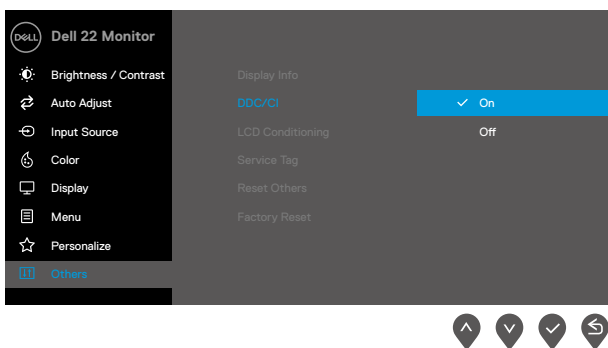 DELL Dell 22 Monitor
Brightness / Contrast
Display Info
Auto Adjust
DDC/CI
On
Input Source
LCD Conditioning
Off
Color
Service Tag
Display
Reset Others
Menu
Factory Reset
Personalize
Others